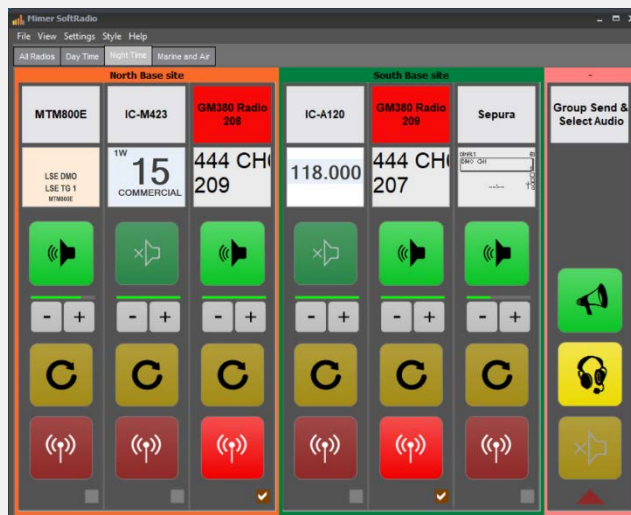 Mimer SoftRadio
File View Settings Style Help
All Radios Day Time Night Time Marine and Air
North Base site
South Base site
-
MTM800E
IC-M423
GM380 Radio
208
IC-A120
GM380 Radio
209
Sepura
Group Send &
Select Audio
LSE DMO
LSE TG 1
MTM800E
1W
15
COMMERCIAL
444 CH
209
118.000
444 CH
207
DMO CH
- +
- +
- +
- +
- +
- +